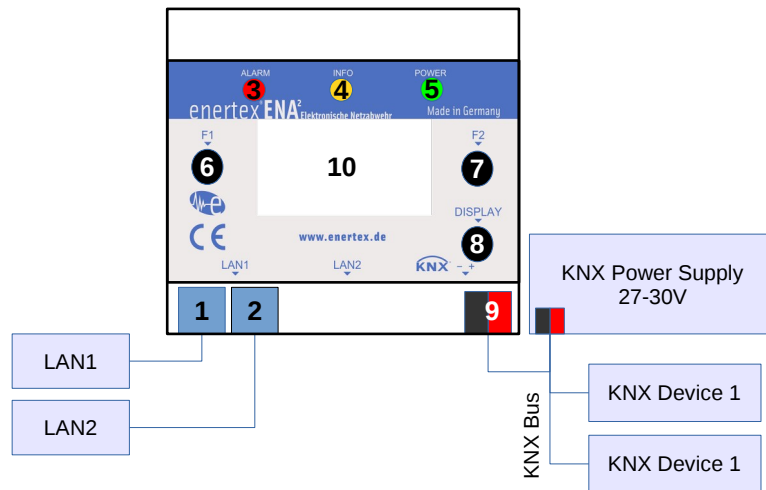 ALARM INFO POWER
3 4 5
enertex ENA² Elektronische Netzabwehr Made in Germany
F1 F2
6 10 7
DISPLAY
8
CE www.enertex.de
LAN1 LAN2 KNX - +
1 2 9
KNX Power Supply
27-30V
LAN1
LAN2
KNX Bus
KNX Device 1
KNX Device 1